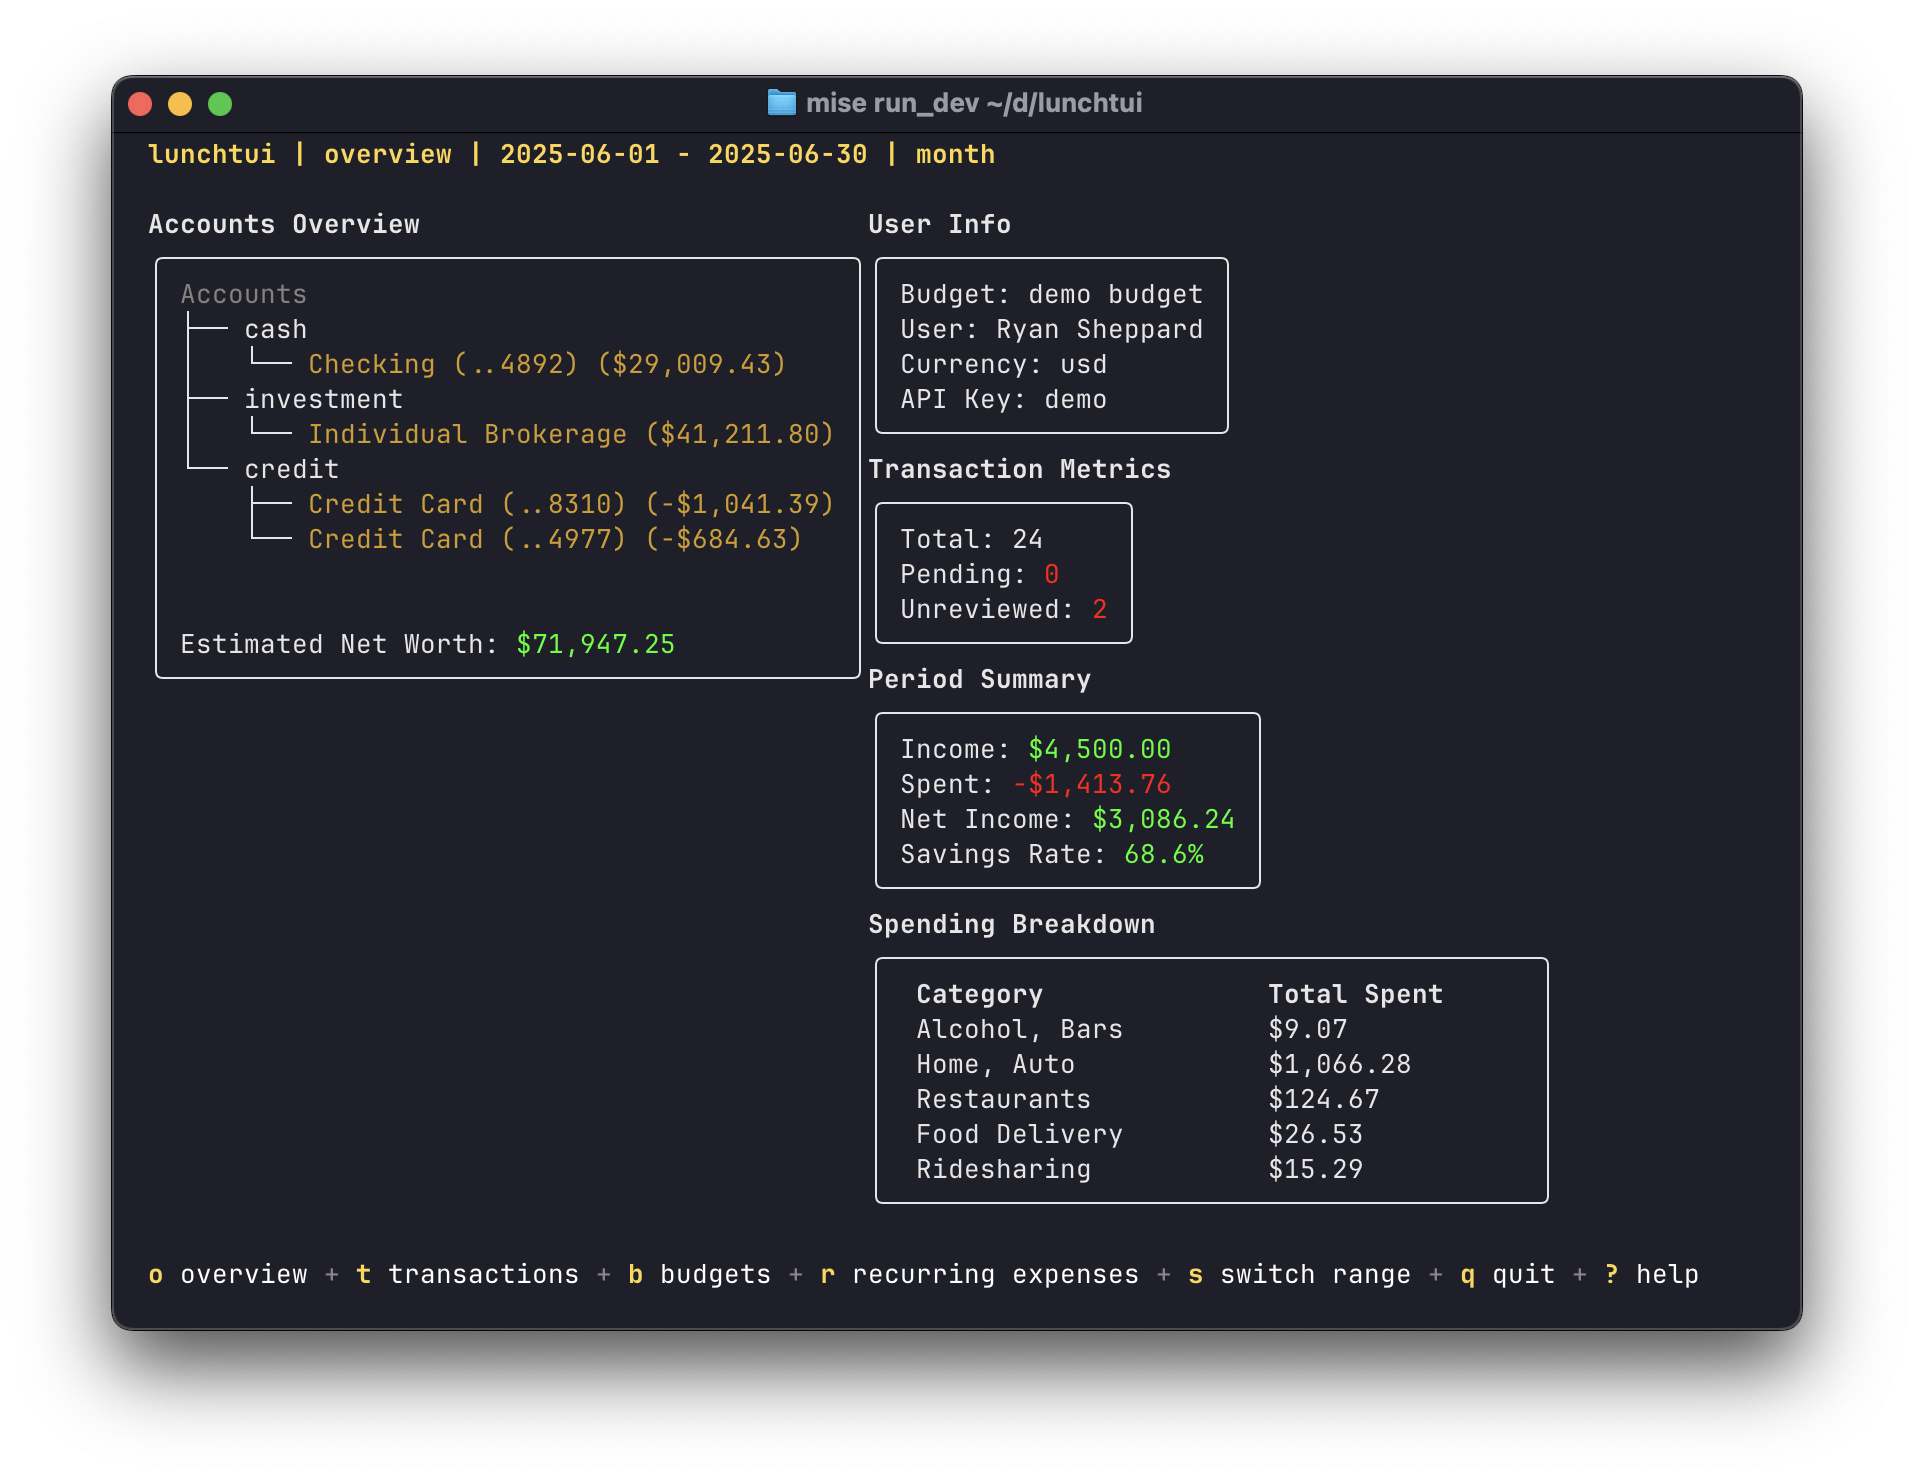 mise run_dev ~/d/lunchtui
lunchtui | overview | 2025-06-01 - 2025-06-30 | month
Accounts Overview
Accounts
cash
Checking (..4892) ($29,009.43)
investment
Individual Brokerage ($41,211.80)
credit
Credit Card (..8310) (-$1,041.39)
Credit Card (..4977) (-$684.63)
Estimated Net Worth: $71,947.25
User Info
Budget: demo budget
User: Ryan Sheppard
Currency: usd
API Key: demo
Transaction Metrics
Total: 24
Pending: 0
Unreviewed: 2
Period Summary
Income: $4,500.00
Spent: -$1,413.76
Net Income: $3,086.24
Savings Rate: 68.6%
Spending Breakdown
Category Total Spent
Alcohol, Bars $9.07
Home, Auto $1,066.28
Restaurants $124.67
Food Delivery $26.53
Ridesharing $15.29
o overview + t transactions + b budgets + r recurring expenses + s switch range + q quit + ? help